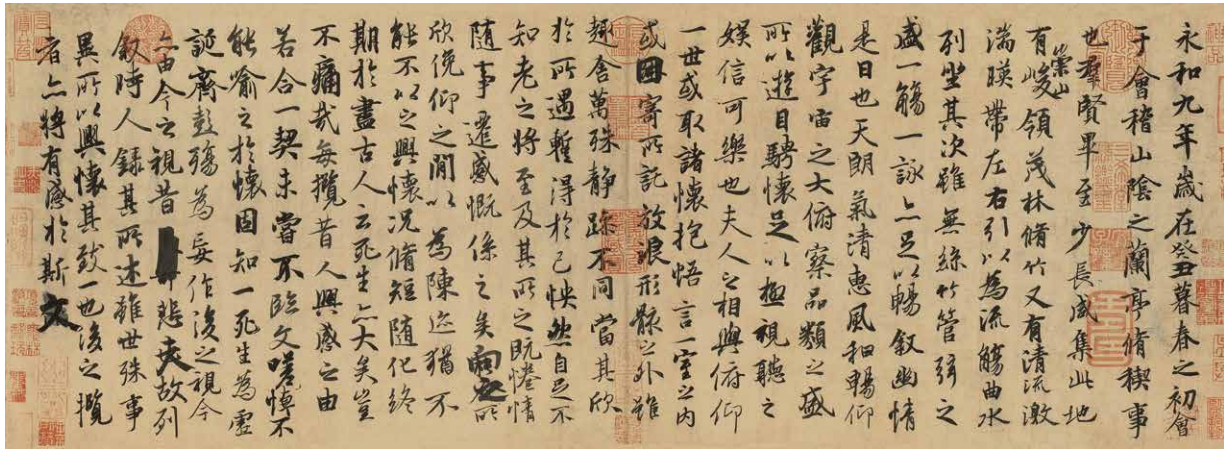 永和九年歲在癸丑暮春之初會
于會稽山陰之蘭亭脩稧事
也羣賢畢至少長咸集此地
有崇山峻領茂林脩竹又有清流激
湍暎帶左右引以為流觴曲水
列坐其次雖無絲竹管弦之
盛一觴一詠亦足以暢敘幽情
是日也天朗氣清惠風和暢仰
觀宇宙之大俯察品類之盛
所以遊目騁懷足以極視聽之
娛信可樂也夫人之相與俯仰
一世或取諸懷抱悟言一室之內
或因寄所託放浪形骸之外雖
趣舍萬殊靜躁不同當其欣
於所遇暫得於己怏然自足不
知老之將至及其所之既惓情
隨事遷感慨係之矣向之所
欣俛仰之閒以為陳迹猶不
能不以之興懷況脩短隨化終
期於盡古人云死生亦大矣豈
不痛哉每攬昔人興感之由
若合一契未嘗不臨文嗟悼不
能喻之於懷固知一死生為虛
誕齊彭殤為妄作後之視今
亦由今之視昔悲夫故列
敘時人錄其所述雖世殊事
異所以興懷其致一也後之攬
者亦將有感於斯文